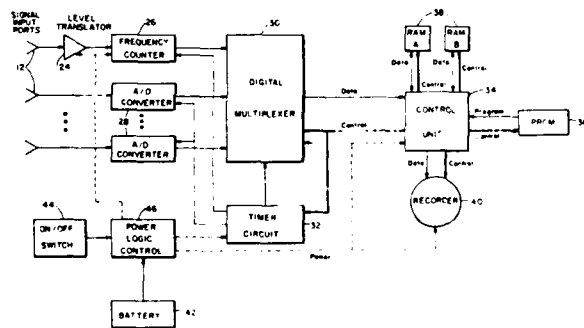 SIGNAL
INPUT
PORTS
LEVEL
TRANSLATOR
26
FREQUENCY
COUNTER
30
38
RAM
A
RAM
B
12
24
Data
Data
Control
Control
A/D
CONVERTER
28
A/D
CONVERTER
DIGITAL
MULTIPLEXER
Data
Control
34
CONTROL
UNIT
Program
PROM
Data
Control
RECORDER
40
44
ON/OFF
SWITCH
46
POWER
LOGIC
CONTROL
TIMER
CIRCUIT
32
Power
BATTERY
42